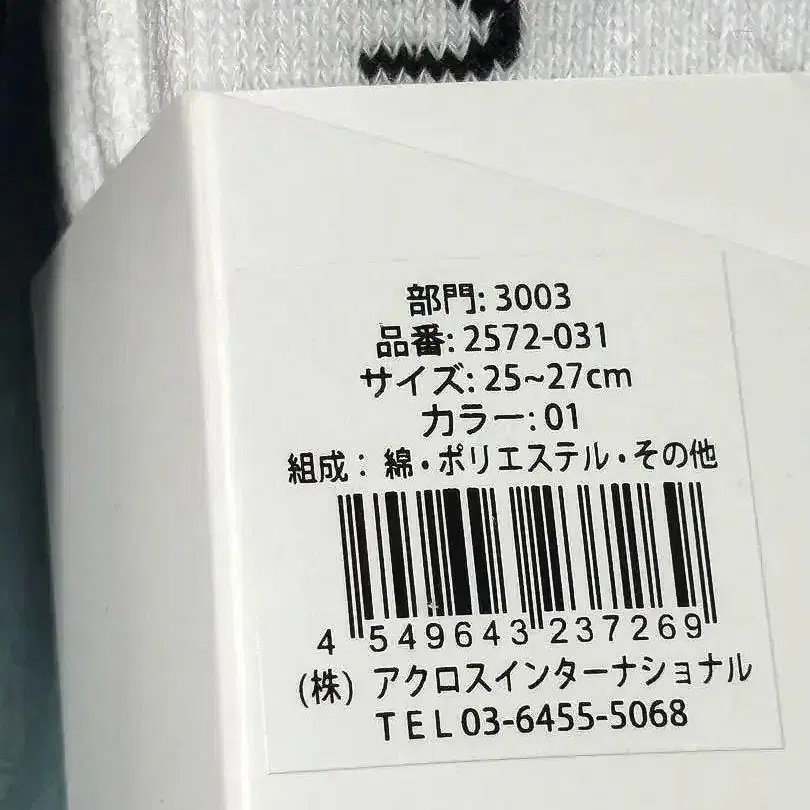 部門: 3003
品番: 2572-031
サイズ: 25~27cm
カラー: 01
組成： 綿・ポリエステル・その他
4 549643 237269
(株) アクロスインターナショナル
TEL 03-6455-5068